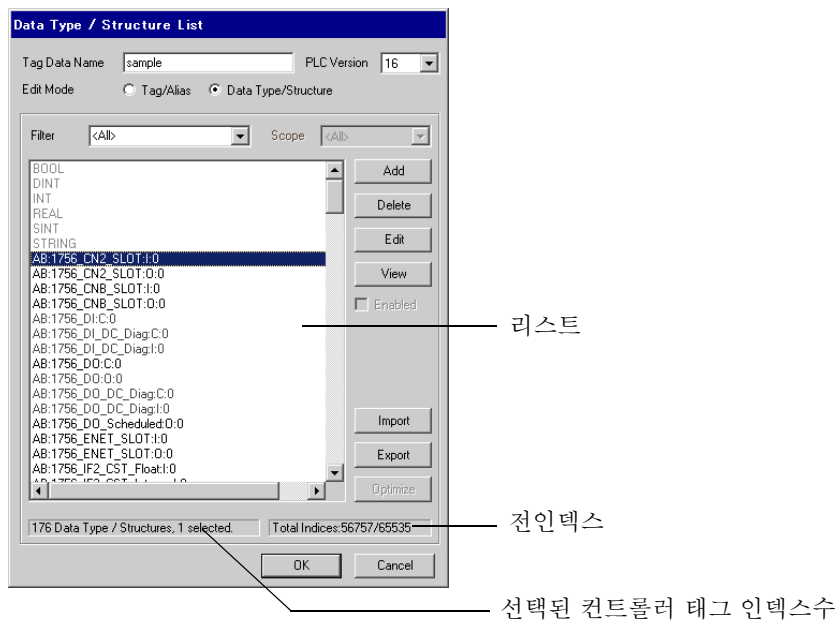 Data Type / Structure List
Tag Data Name sample PLC Version 16
Edit Mode Tag/Alias Data Type/Structure
Filter <All> Scope <All>
BOOL
DINT
INT
REAL
SINT
STRING
AB:1756_CN2_SLOT:I:0
AB:1756_CN2_SLOT:O:0
AB:1756_CNB_SLOT:I:0
AB:1756_CNB_SLOT:O:0
AB:1756_DI:C:0
AB:1756_DI_DC_Diag:C:0
AB:1756_DI_DC_Diag:I:0
AB:1756_DO:C:0
AB:1756_DO:O:0
AB:1756_DO_DC_Diag:C:0
AB:1756_DO_DC_Diag:I:0
AB:1756_DO_Scheduled:O:0
AB:1756_ENET_SLOT:I:0
AB:1756_ENET_SLOT:O:0
AB:1756_IF2_CST_Float:I:0
Add
Delete
Edit
View
Enabled
Import
Export
Optimize
176 Data Type / Structures, 1 selected. Total Indices:56757/65535
OK Cancel
리스트
전인덱스
선택된 컨트롤러 태그 인덱스수